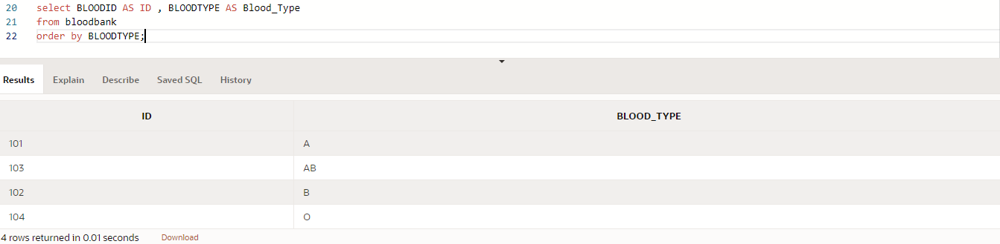 20 select BLOODID AS ID , BLOODTYPE AS Blood_Type
21 from bloodbank
22 order by BLOODTYPE;
Results Explain Describe Saved SQL History
ID BLOOD_TYPE
101 A
103 AB
102 B
104 O
4 rows returned in 0.01 seconds Download